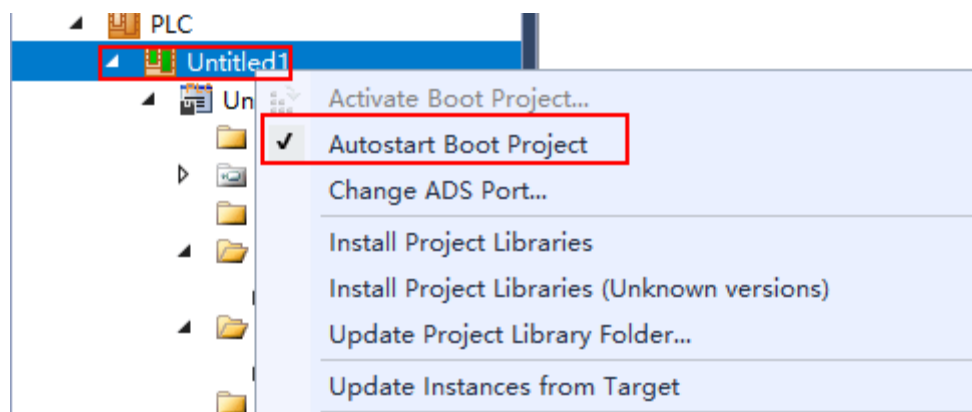 PLC
Untitled1
Un
Activate Boot Project...
Autostart Boot Project
Change ADS Port...
Install Project Libraries
Install Project Libraries (Unknown versions)
Update Project Library Folder...
Update Instances from Target